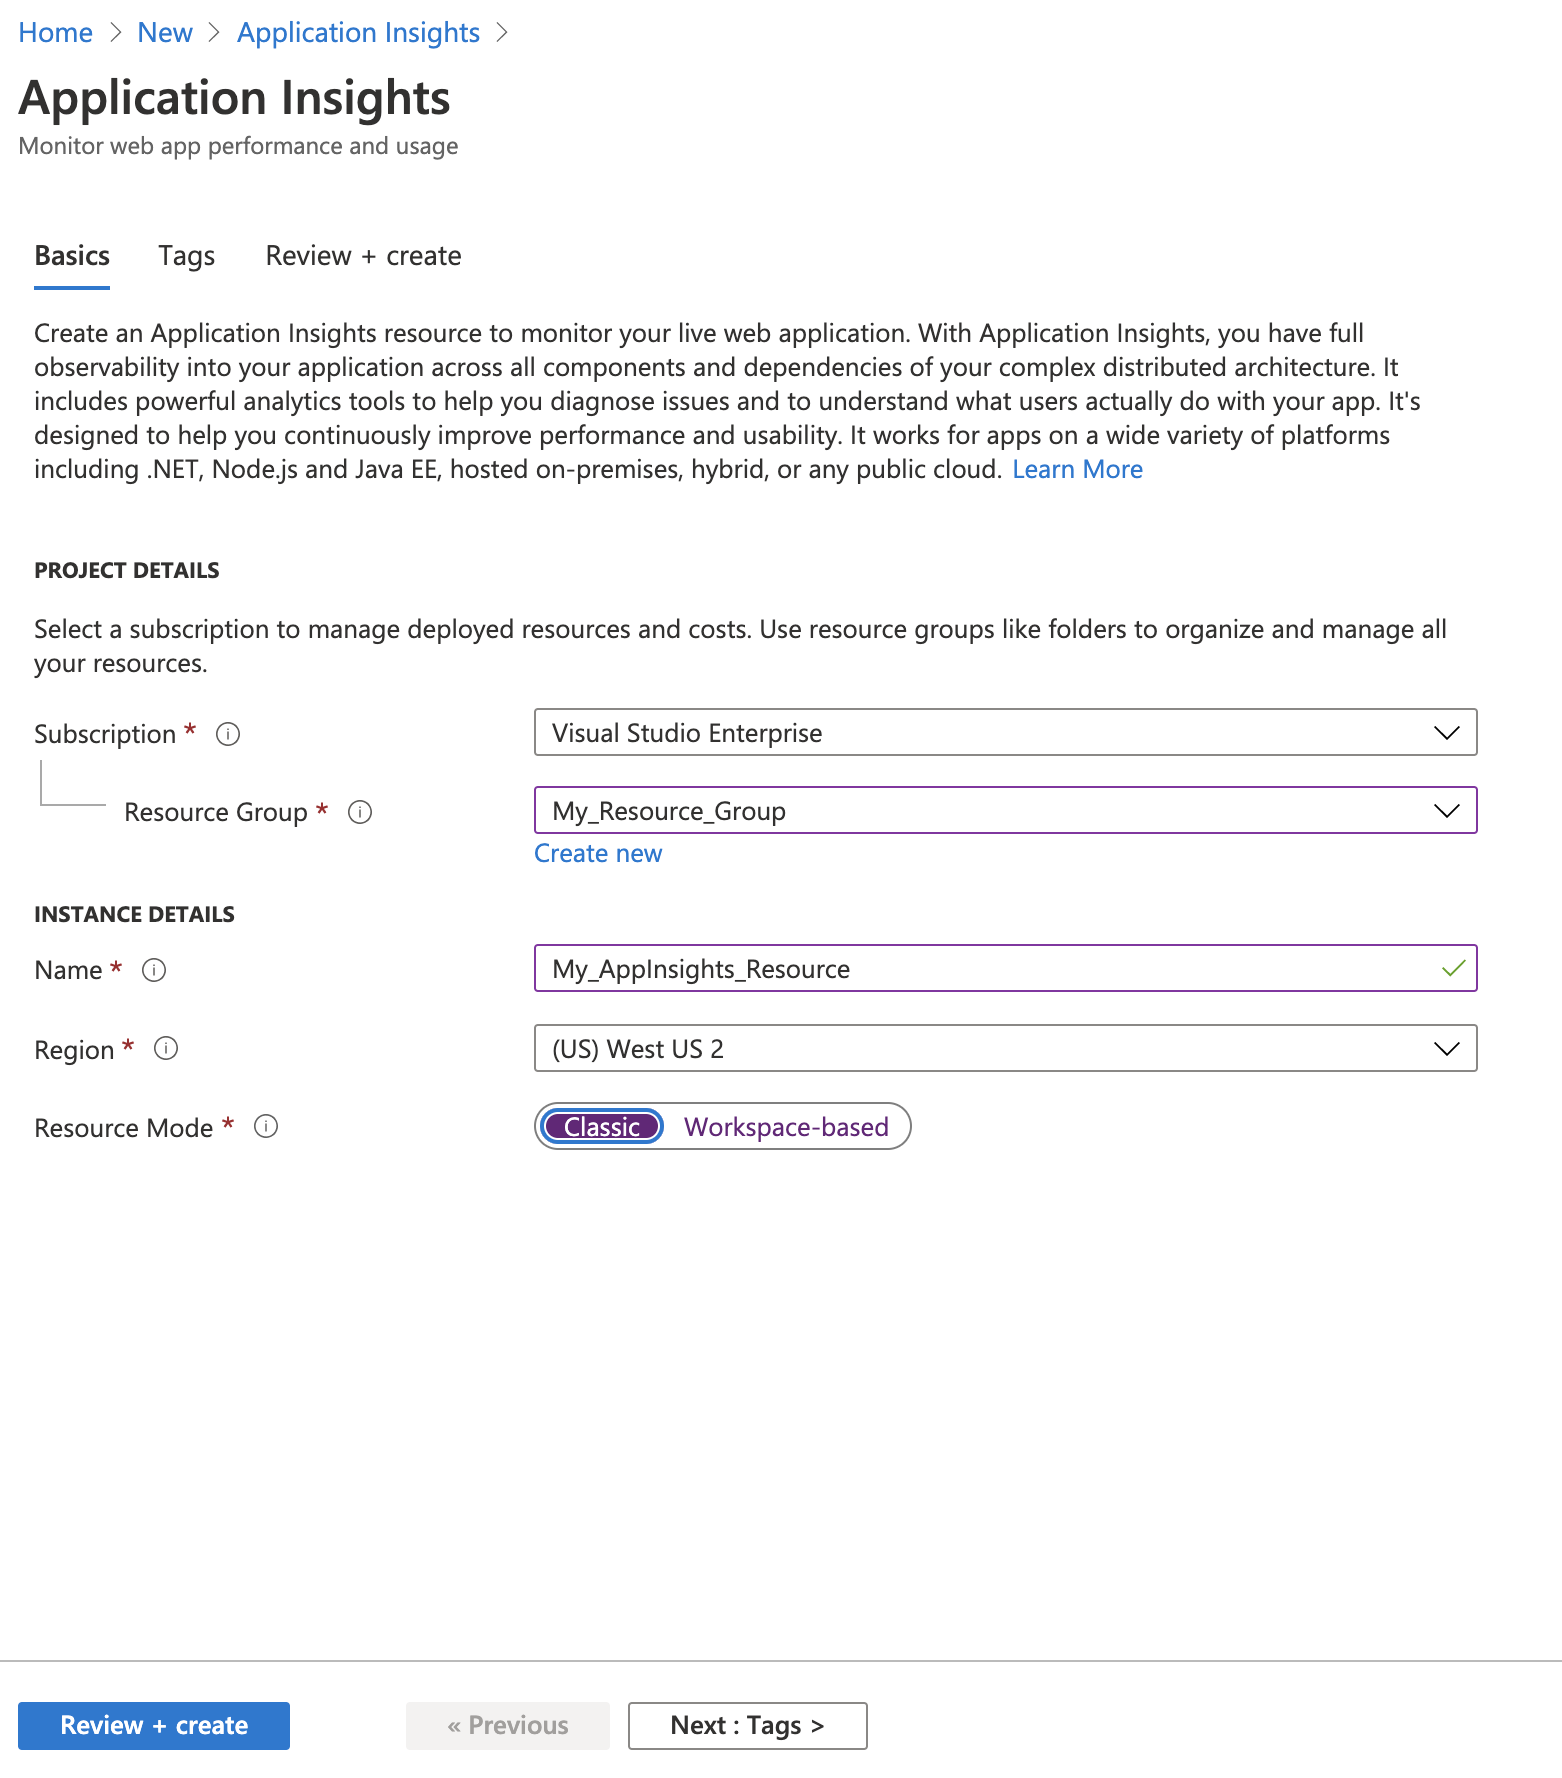 Home > New > Application Insights >
Application Insights
Monitor web app performance and usage
Basics Tags Review + create
Create an Application Insights resource to monitor your live web application. With Application Insights, you have full
observability into your application across all components and dependencies of your complex distributed architecture. It
includes powerful analytics tools to help you diagnose issues and to understand what users actually do with your app. It's
designed to help you continuously improve performance and usability. It works for apps on a wide variety of platforms
including .NET, Node.js and Java EE, hosted on-premises, hybrid, or any public cloud. Learn More
PROJECT DETAILS
Select a subscription to manage deployed resources and costs. Use resource groups like folders to organize and manage all
your resources.
Subscription * Visual Studio Enterprise
Resource Group * My_Resource_Group
Create new
INSTANCE DETAILS
Name * My_AppInsights_Resource
Region * (US) West US 2
Resource Mode * Classic Workspace-based
Review + create « Previous Next : Tags >